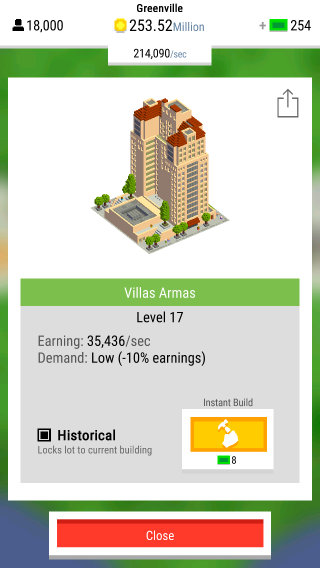 Greenville
18,000
253.52 Million
+ 254
214,090/sec
Villas Armas
Level 17
Earning: 35,436/sec
Demand: Low (-10% earnings)
Instant Build
Historical
Locks lot to current building
8
Close